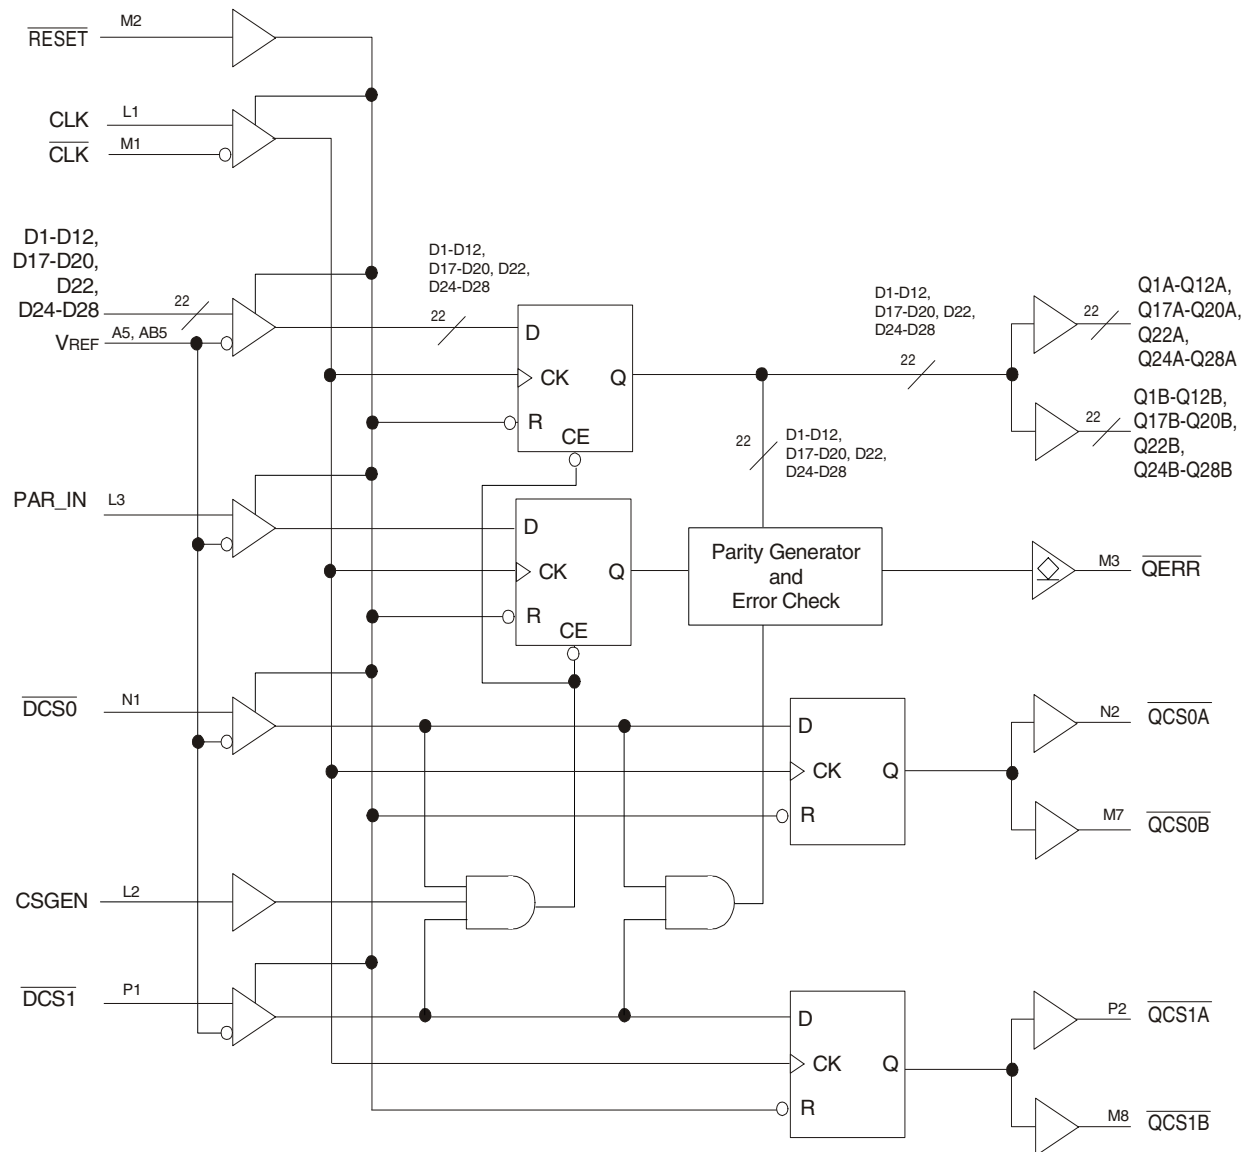 RESET
M2
CLK
L1
CLK
M1
D1-D12,
D17-D20,
D22,
D24-D28
22
VREF
A5, AB5
D1-D12,
D17-D20, D22,
D24-D28
22
D
CK
Q
R
CE
D1-D12,
D17-D20, D22,
D24-D28
22
22
Q1A-Q12A,
Q17A-Q20A,
Q22A,
Q24A-Q28A
22
Q1B-Q12B,
Q17B-Q20B,
Q22B,
Q24B-Q28B
22
D1-D12,
D17-D20, D22,
D24-D28
PAR_IN
L3
D
CK
Q
R
CE
Parity Generator
and
Error Check
M3
QERR
DCS0
N1
D
CK
Q
R
N2
QCS0A
M7
QCS0B
CSGEN
L2
DCS1
P1
D
CK
Q
R
P2
QCS1A
M8
QCS1B